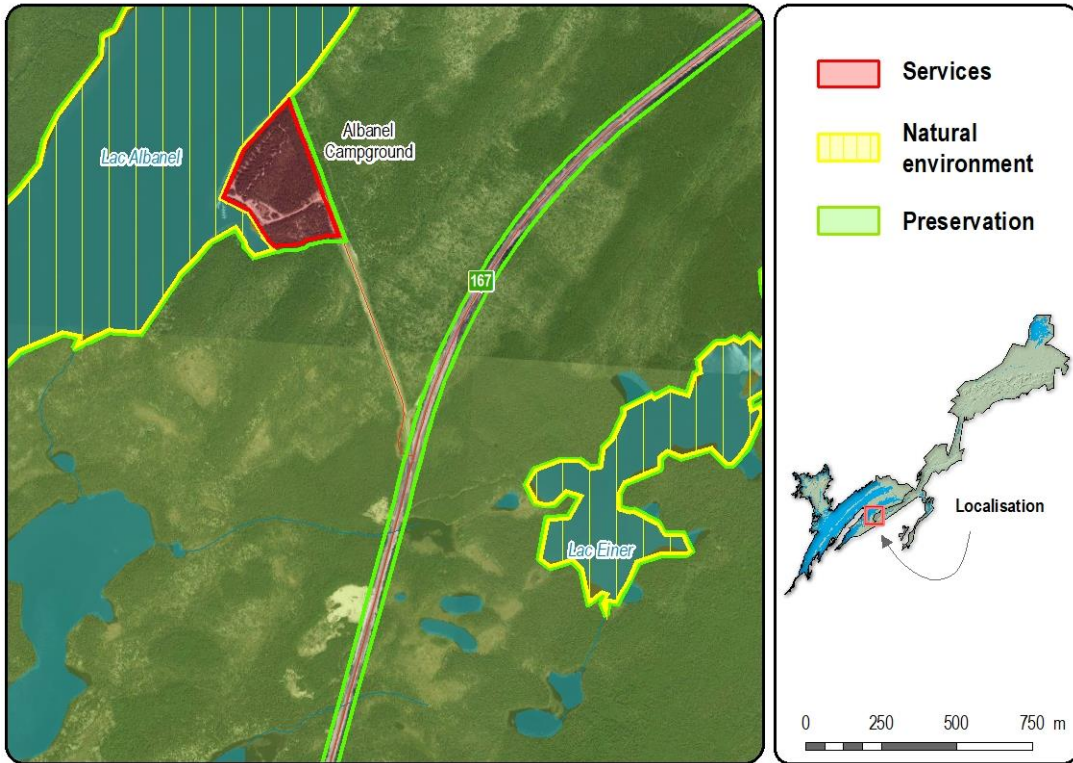 Lac Albanel
Albanel
Campground
167
Lac Einer
Services
Natural
environment
Preservation
Localisation
0 250 500 750 m